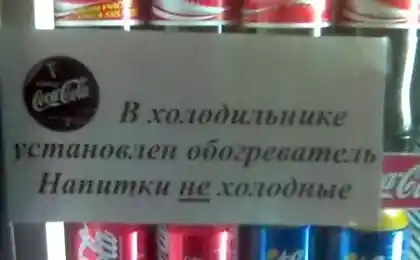 Coca-Cola
В холодильнике
установлен обогреватель
Напитки не холодные